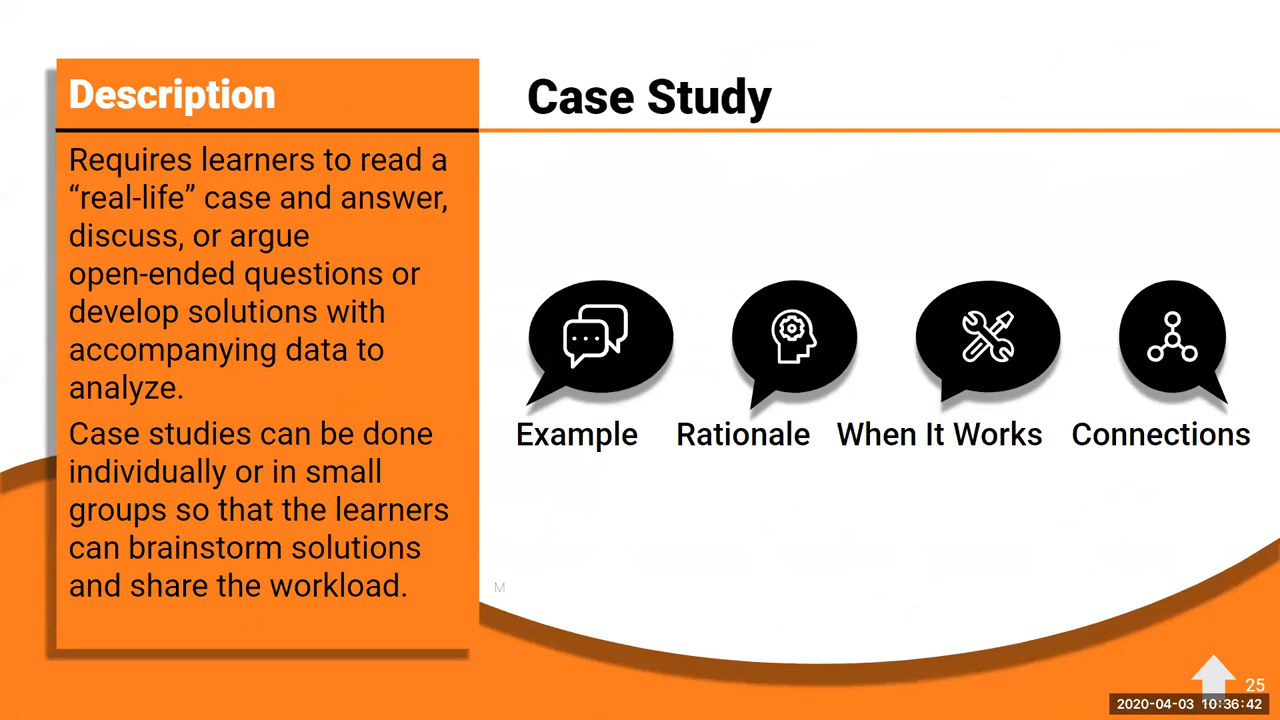 Description
Requires learners to read a
“real-life” case and answer,
discuss, or argue
open-ended questions or
develop solutions with
accompanying data to
analyze.
Case studies can be done
individually or in small
groups so that the learners
can brainstorm solutions
and share the workload.
Case Study
Example
Rationale
When It Works
Connections
M
25
2020-04-03 10:36:42